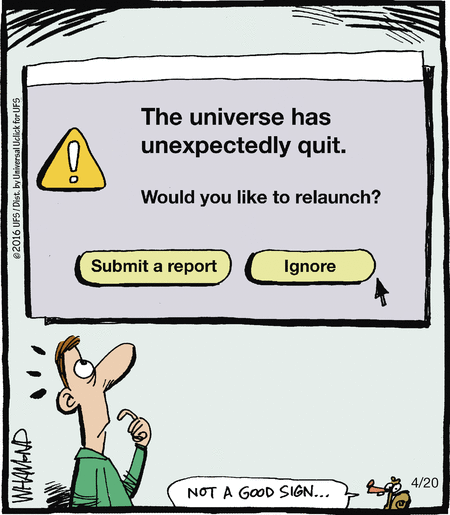 ©2016 UFS/Dist. by Universal Uclick for UFS
The universe has
unexpectedly quit.
Would you like to relaunch?
Submit a report
Ignore
WHAMOND
NOT A GOOD SIGN...
4/20